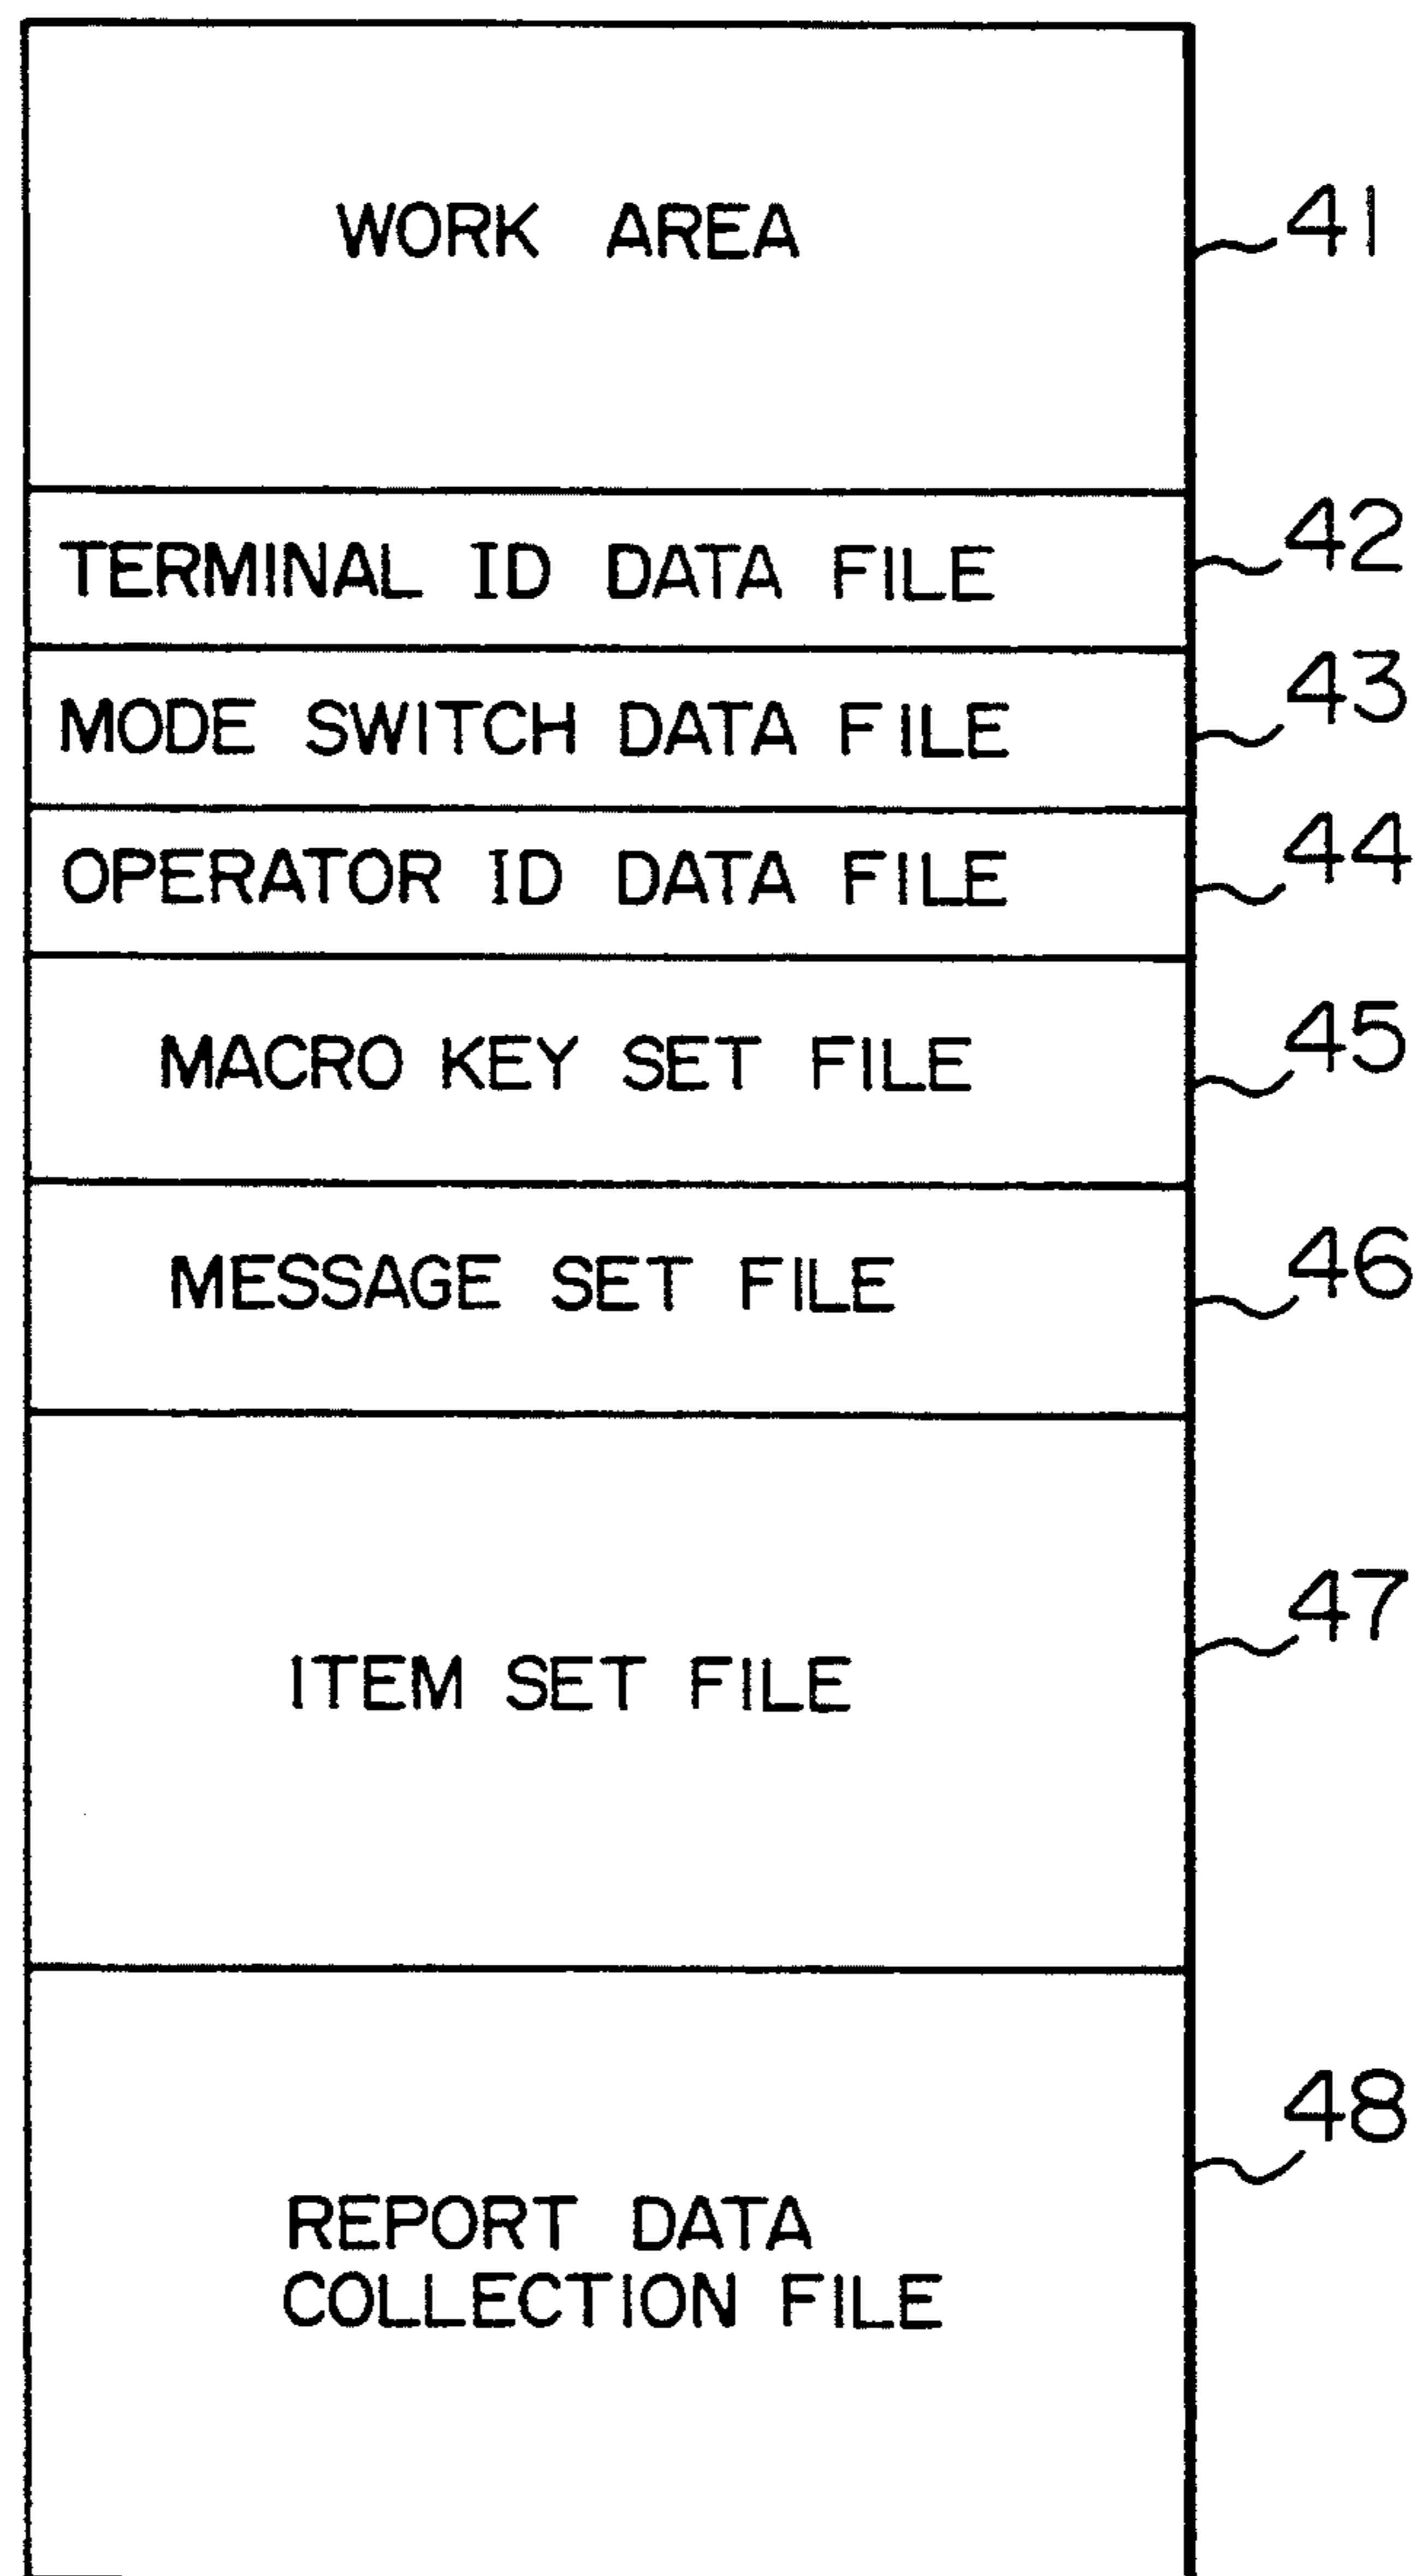 WORK AREA
41
TERMINAL ID DATA FILE
42
MODE SWITCH DATA FILE
43
OPERATOR ID DATA FILE
44
MACRO KEY SET FILE
45
MESSAGE SET FILE
46
ITEM SET FILE
47
REPORT DATA
COLLECTION FILE
48